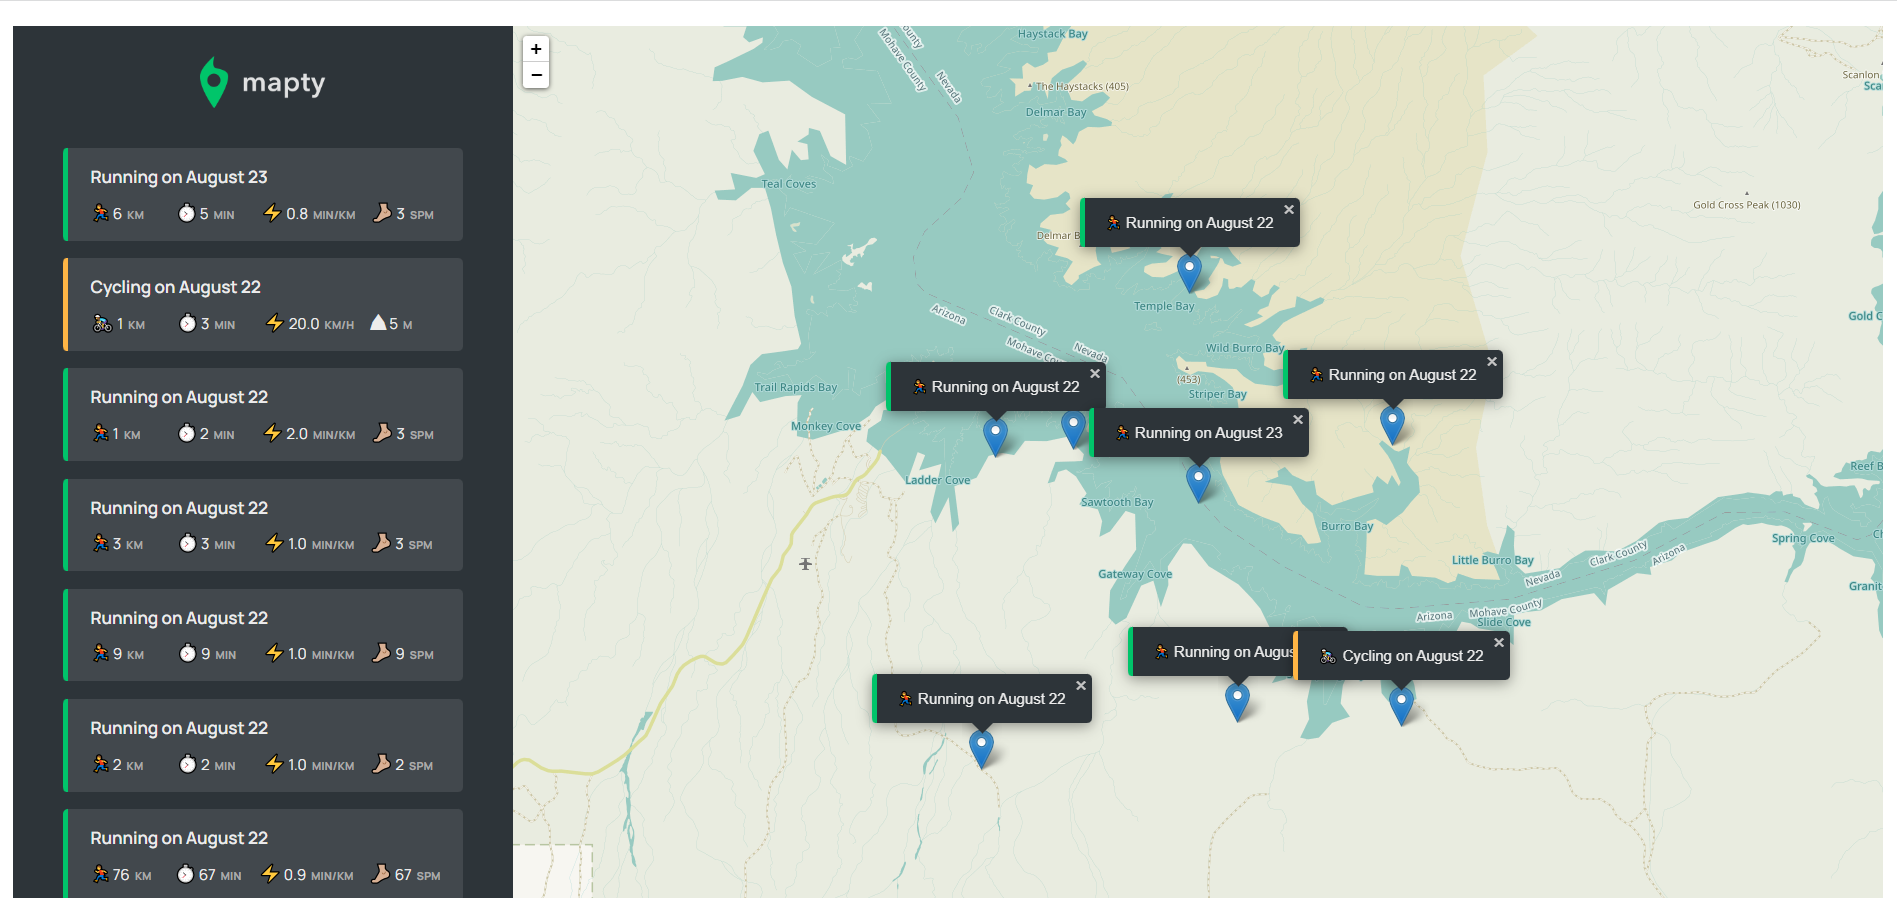 mapty
Running on August 23
6 KM 5 MIN 0.8 MIN/KM 3 SPM
Cycling on August 22
1 KM 3 MIN 20.0 KM/H 5 M
Running on August 22
1 KM 2 MIN 2.0 MIN/KM 3 SPM
Running on August 22
3 KM 3 MIN 1.0 MIN/KM 3 SPM
Running on August 22
9 KM 9 MIN 1.0 MIN/KM 9 SPM
Running on August 22
2 KM 2 MIN 1.0 MIN/KM 2 SPM
Running on August 22
76 KM 67 MIN 0.9 MIN/KM 67 SPM
+
−
Haystack Bay
Mohave County
Nevada
The Haystacks (405)
Delmar Bay
Scanlon
Teal Coves
Gold Cross Peak (1030)
Running on August 22
×
Delmar B
Temple Bay
Arizona
Clark County
Mohave Co
Nevada
Gold C
Wild Burro Bay
Running on August 22
×
Running on August 22
×
(453)
Striper Bay
Trail Rapids Bay
Monkey Cove
Running on August 23
×
Reef B
Ladder Cove
Sawtooth Bay
Burro Bay
Spring Cove
Little Burro Bay
Clark County
Arizona
Nevada
Gateway Cove
Granit
Arizona
Mohave County
Slide Cove
Running on Augus
Cycling on August 22
×
Running on August 22
×